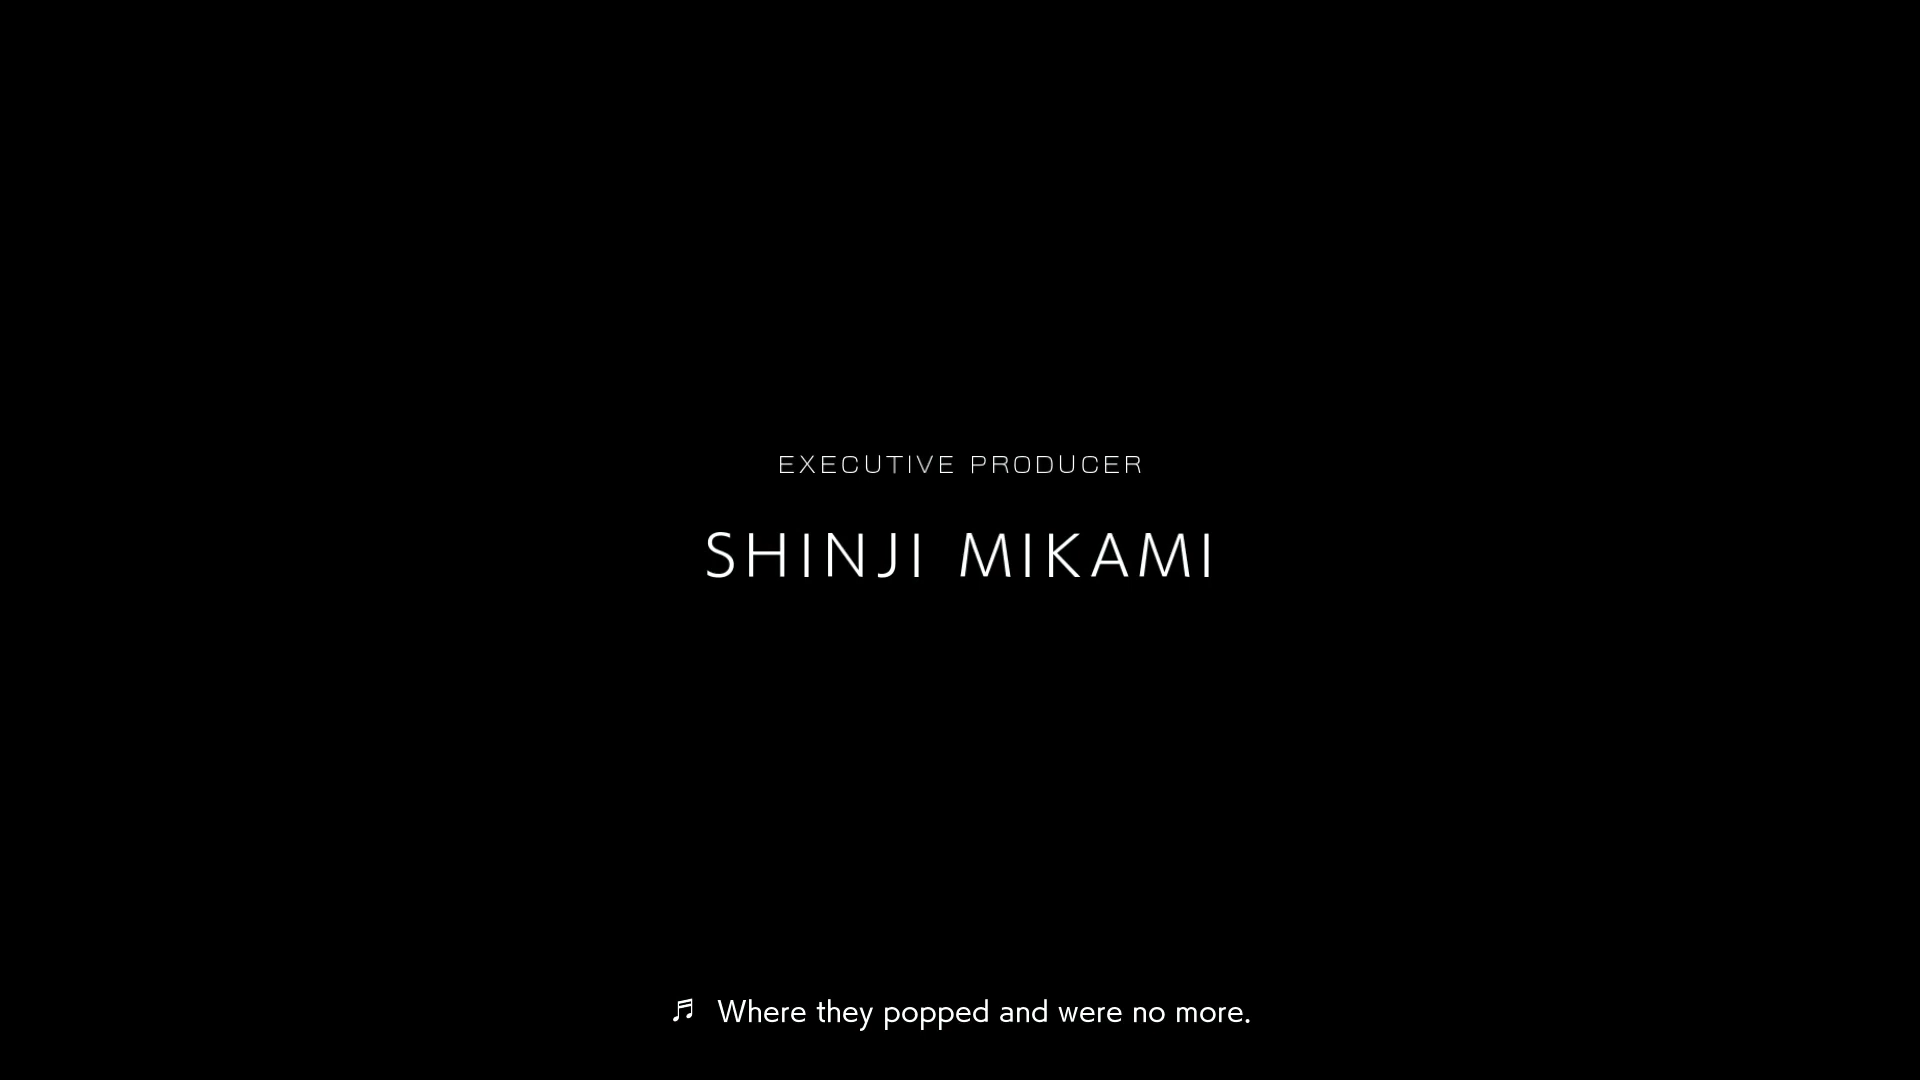 EXECUTIVE PRODUCER
SHINJI MIKAMI
♬ Where they popped and were no more.